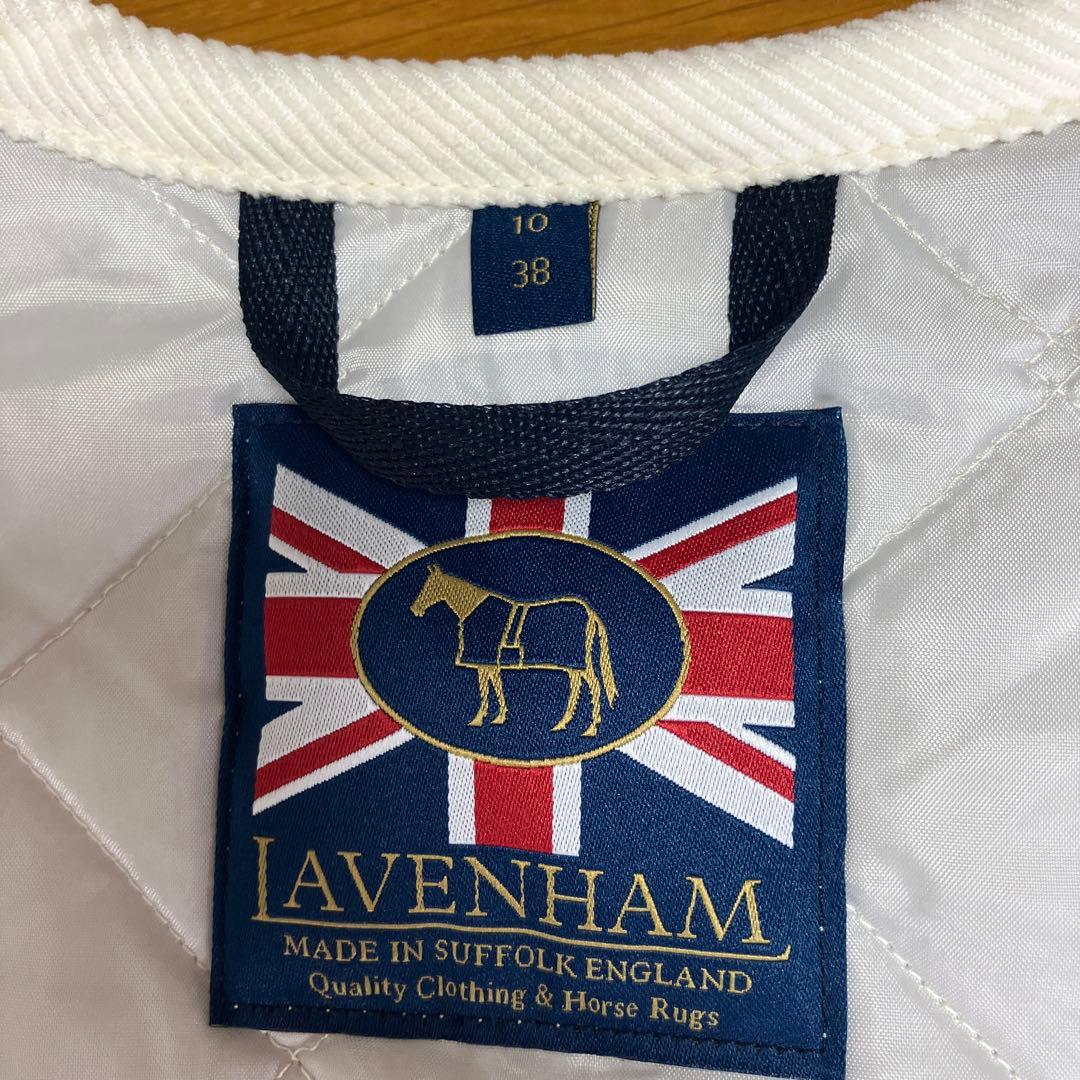 10
38
LAVENHAM
MADE IN SUFFOLK ENGLAND
Quality Clothing & Horse Rugs